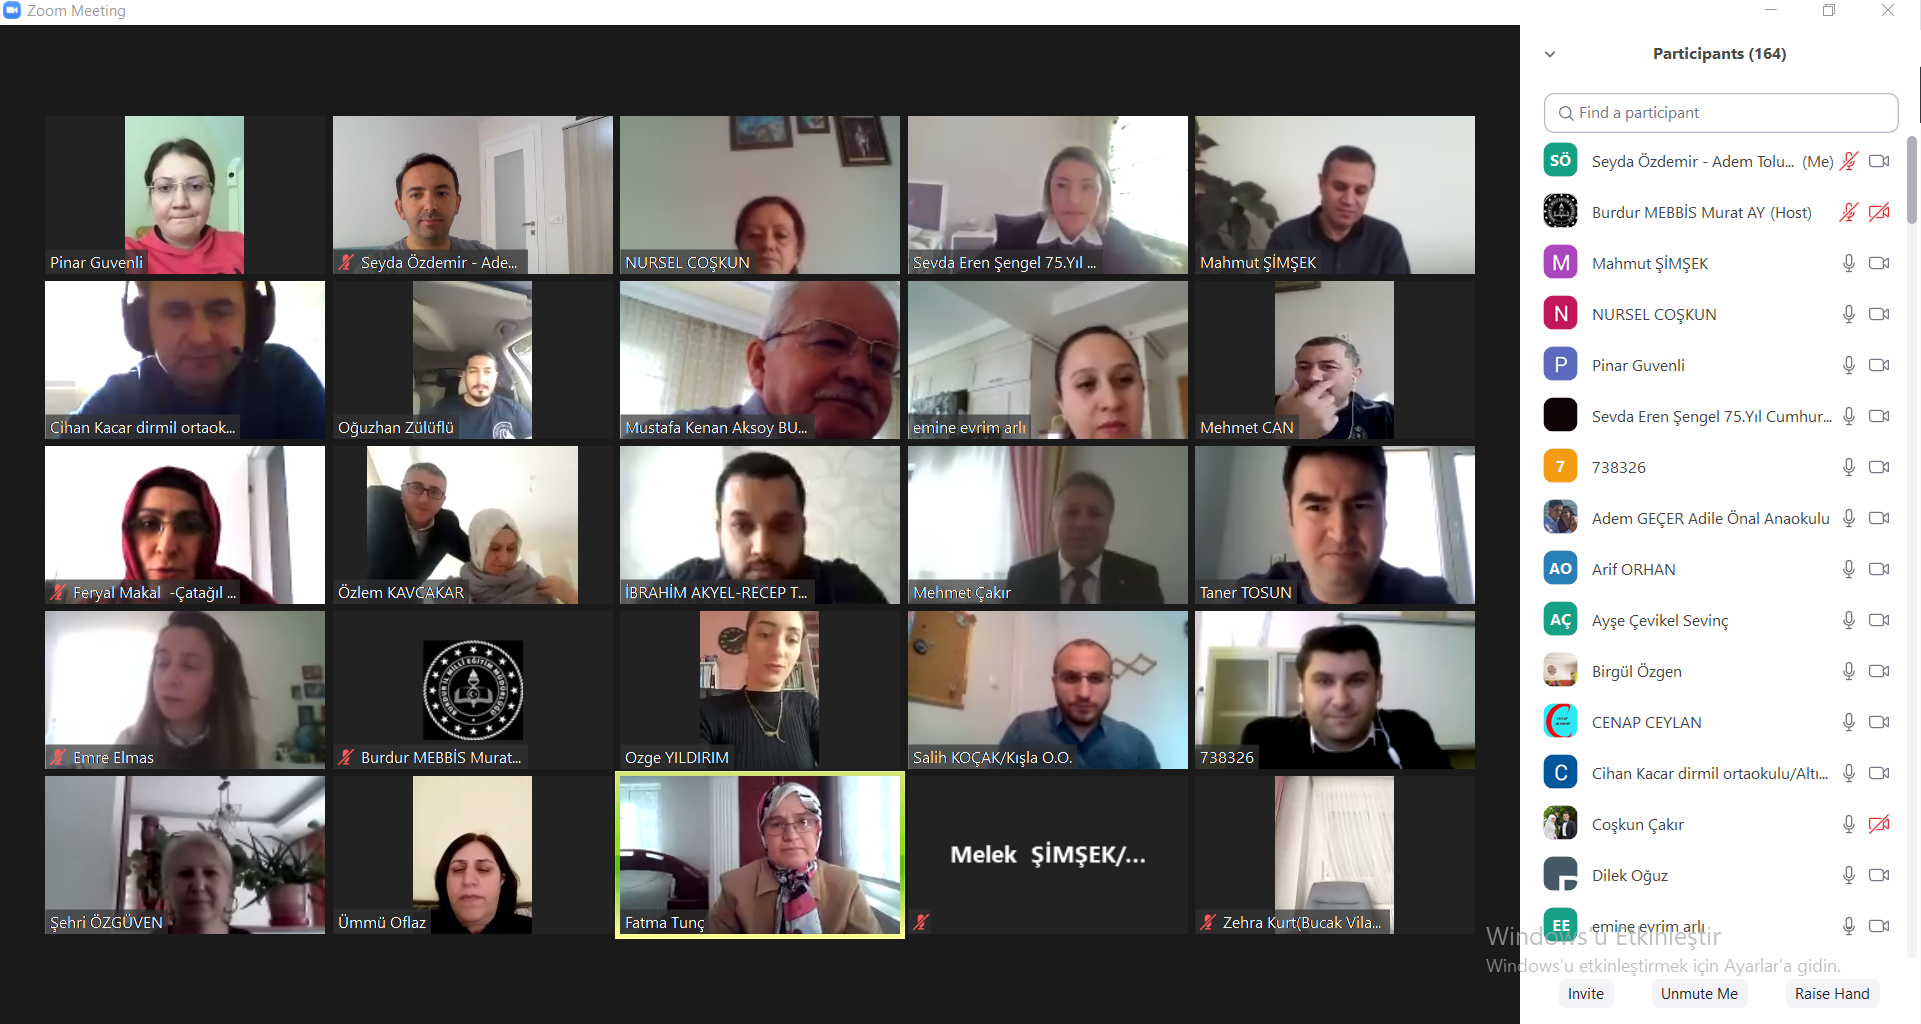 Zoom Meeting
Pinar Guvenli
Seyda Özdemir - Ade...
NURSEL COŞKUN
Sevda Eren Şengel 75.Yıl ...
Mahmut ŞİMŞEK
Cihan Kacar dirmil ortaok...
Oğuzhan Zülüflü
Mustafa Kenan Aksoy BU...
emine evrim arlı
Mehmet CAN
Feryal Makal -Çatağıl ...
Özlem KAVCAKAR
İBRAHİM AKYEL-RECEP T...
Mehmet Çakır
Taner TOSUN
Emre Elmas
BURDUR İL MİLLİ EĞİTİM MÜDÜRLÜĞÜ
Burdur MEBBİS Murat...
Ozge YILDIRIM
Salih KOÇAK/Kışla O.O.
738326
Şehri ÖZGÜVEN
Ümmü Oflaz
Fatma Tunç
Melek ŞİMŞEK/...
Zehra Kurt(Bucak Vila...
Participants (164)
Find a participant
SÖ Seyda Özdemir - Adem Tolu... (Me)
Burdur MEBBİS Murat AY (Host)
M Mahmut ŞİMŞEK
N NURSEL COŞKUN
P Pinar Guvenli
Sevda Eren Şengel 75.Yıl Cumhur...
7 738326
Adem GEÇER Adile Önal Anaokulu
AO Arif ORHAN
AÇ Ayşe Çevikel Sevinç
Birgül Özgen
CENAP CEYLAN
C Cihan Kacar dirmil ortaokulu/Altı...
Coşkun Çakır
Dilek Oğuz
EE emine evrim arlı
Windows'u Etkinleştir
Windows'u etkinleştirmek için Ayarlar'a gidin.
Invite Unmute Me Raise Hand